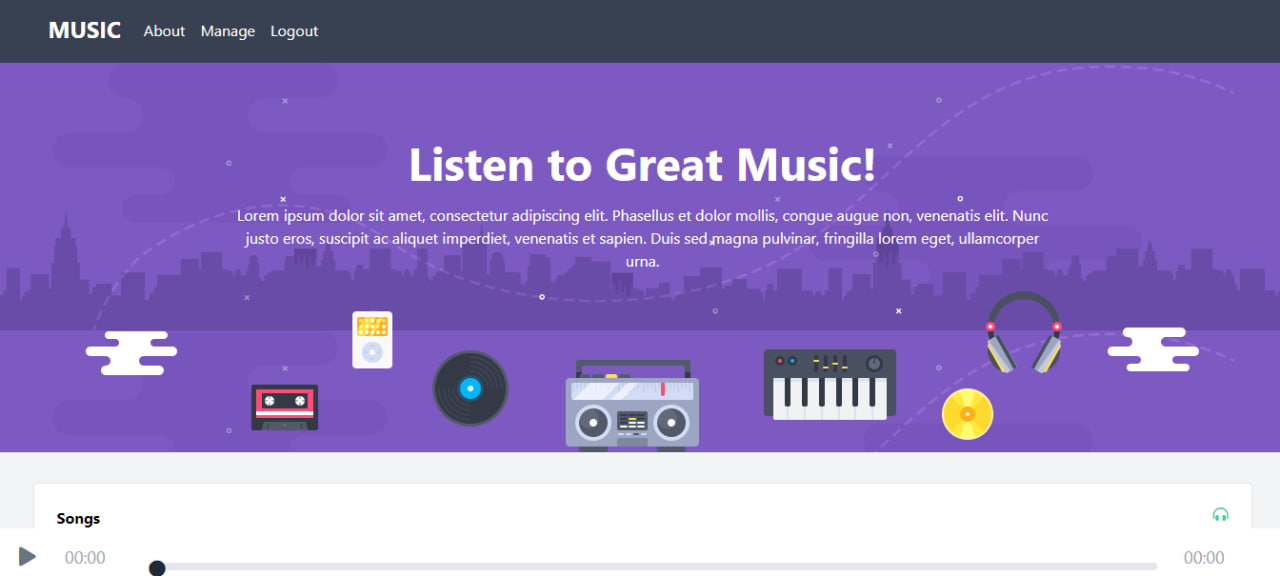 MUSIC About Manage Logout
Listen to Great Music!
Lorem ipsum dolor sit amet, consectetur adipiscing elit. Phasellus et dolor mollis, congue augue non, venenatis elit. Nunc
justo eros, suscipit ac aliquet imperdiet, venenatis et sapien. Duis sed magna pulvinar, fringilla lorem eget, ullamcorper
urna.
Songs
00:00 00:00